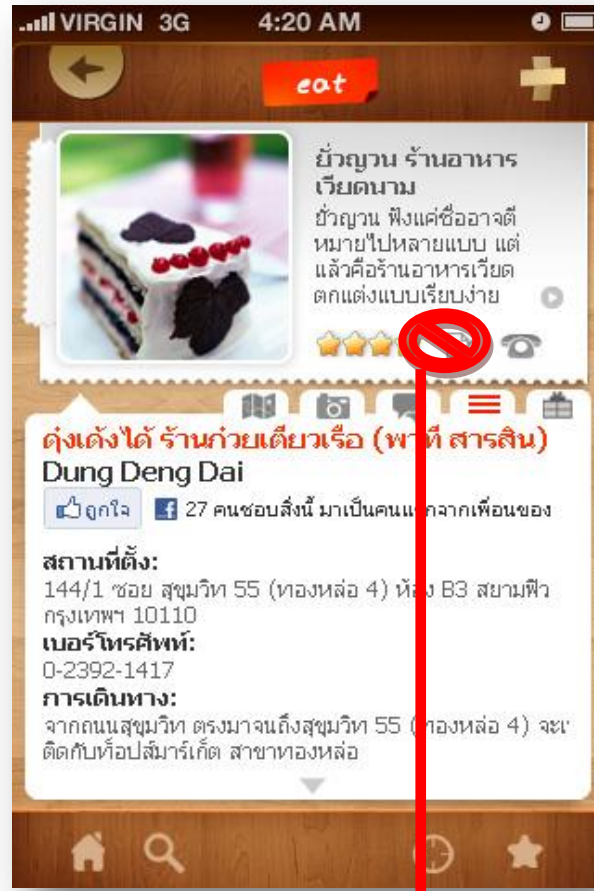 VIRGIN 3G 4:20 AM
eat
ยั่วญวน ร้านอาหาร
เวียดนาม
ยั่วญวน ฟังแค่ชื่ออาจตี
หมายไปหลายแบบ แต่
แล้วคือร้านอาหารเวียด
ตกแต่งแบบเรียบง่าย
ดุ่งเด้งได้ ร้านก๋วยเตี๋ยวเรือ (พาที สารสิน)
Dung Deng Dai
ถูกใจ 27 คนชอบสิ่งนี้ มาเป็นคนแรกจากเพื่อนของ
สถานที่ตั้ง:
144/1 ซอย สุขุมวิท 55 (ทองหล่อ 4) ห้อง B3 สยามฟิว
กรุงเทพฯ 10110
เบอร์โทรศัพท์:
0-2392-1417
การเดินทาง:
จากถนนสุขุมวิท ตรงมาจนถึงสุขุมวิท 55 (ทองหล่อ 4) จะเ
ติดกับท็อปส์มาร์เก็ต สาขาทองหล่อ